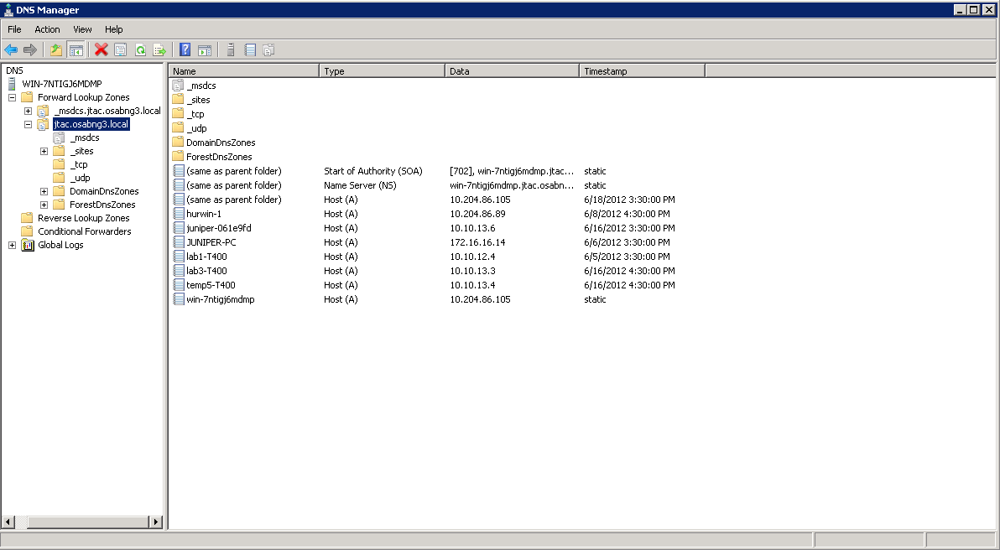 DNS Manager
File Action View Help
DNS
WIN-7NTIGJ6MDMP
Forward Lookup Zones
_msdcs.jtac.osabng3.local
jtac.osabng3.local
_msdcs
_sites
_tcp
_udp
DomainDnsZones
ForestDnsZones
Reverse Lookup Zones
Conditional Forwarders
Global Logs
Name Type Data Timestamp
_msdcs
_sites
_tcp
_udp
DomainDnsZones
ForestDnsZones
(same as parent folder) Start of Authority (SOA) [702], win-7ntigj6mdmp.jtac... static
(same as parent folder) Name Server (NS) win-7ntigj6mdmp.jtac.osabn... static
(same as parent folder) Host (A) 10.204.86.105 6/18/2012 3:30:00 PM
hurwin-1 Host (A) 10.204.86.89 6/8/2012 4:30:00 PM
juniper-061e9fd Host (A) 10.10.13.6 6/16/2012 3:30:00 PM
JUNIPER-PC Host (A) 172.16.16.14 6/6/2012 3:30:00 PM
lab1-T400 Host (A) 10.10.12.4 6/5/2012 3:30:00 PM
lab3-T400 Host (A) 10.10.13.3 6/16/2012 4:30:00 PM
temp5-T400 Host (A) 10.10.13.4 6/16/2012 4:30:00 PM
win-7ntigj6mdmp Host (A) 10.204.86.105 static